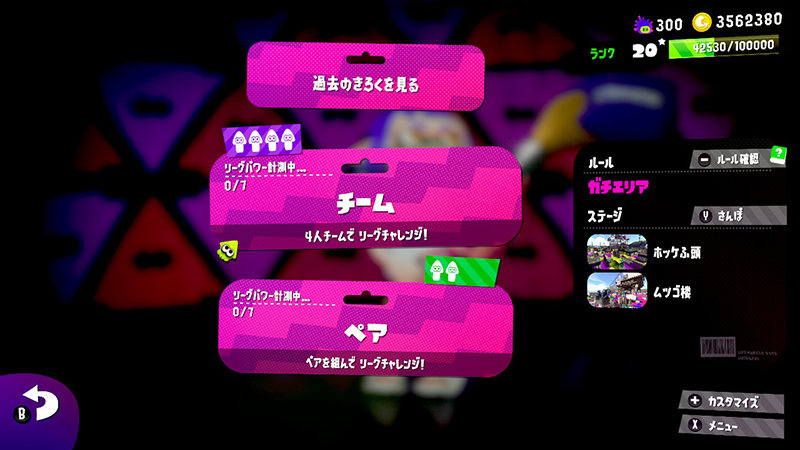 300 3562380
ランク 20★ 42530/100000
過去のきろくを見る
リーグパワー計測中...
0/7
チーム
4人チームで リーグチャレンジ!
リーグパワー計測中...
0/7
ペア
ペアを組んで リーグチャレンジ!
ルール
− ルール確認 ?
ガチエリア
ステージ
Y さんぽ
ホッケふ頭
ムツゴ楼
+ カスタマイズ
X メニュー
B